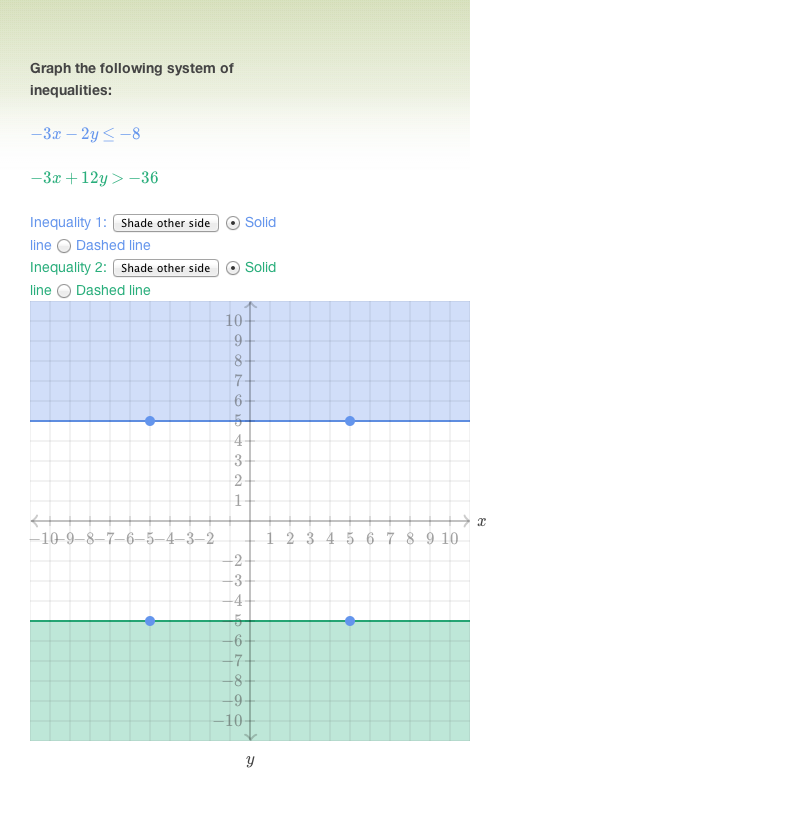 Graph the following system of
inequalities:
−3x − 2y ≤ −8
−3x + 12y > −36
Inequality 1: Shade other side Solid
line Dashed line
Inequality 2: Shade other side Solid
line Dashed line
10
9
8
7
6
5
4
3
2
1
x
−10 −9 −8 −7 −6 −5 −4 −3 −2 1 2 3 4 5 6 7 8 9 10
−2
−3
−4
−5
−6
−7
−8
−9
−10
y